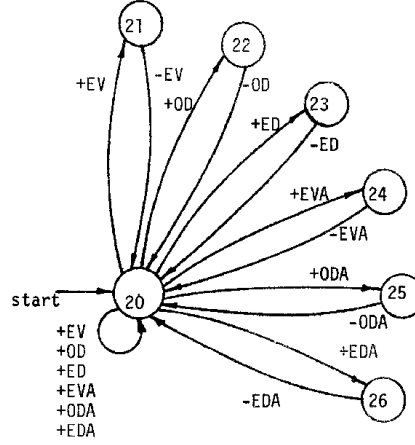 21
22
+EV
-EV
+OD
-OD
23
+ED
-ED
24
+EVA
-EVA
+ODA
25
start
20
-ODA
+EV
+OD
+EDA
+ED
26
-EDA
+EVA
+ODA
+EDA